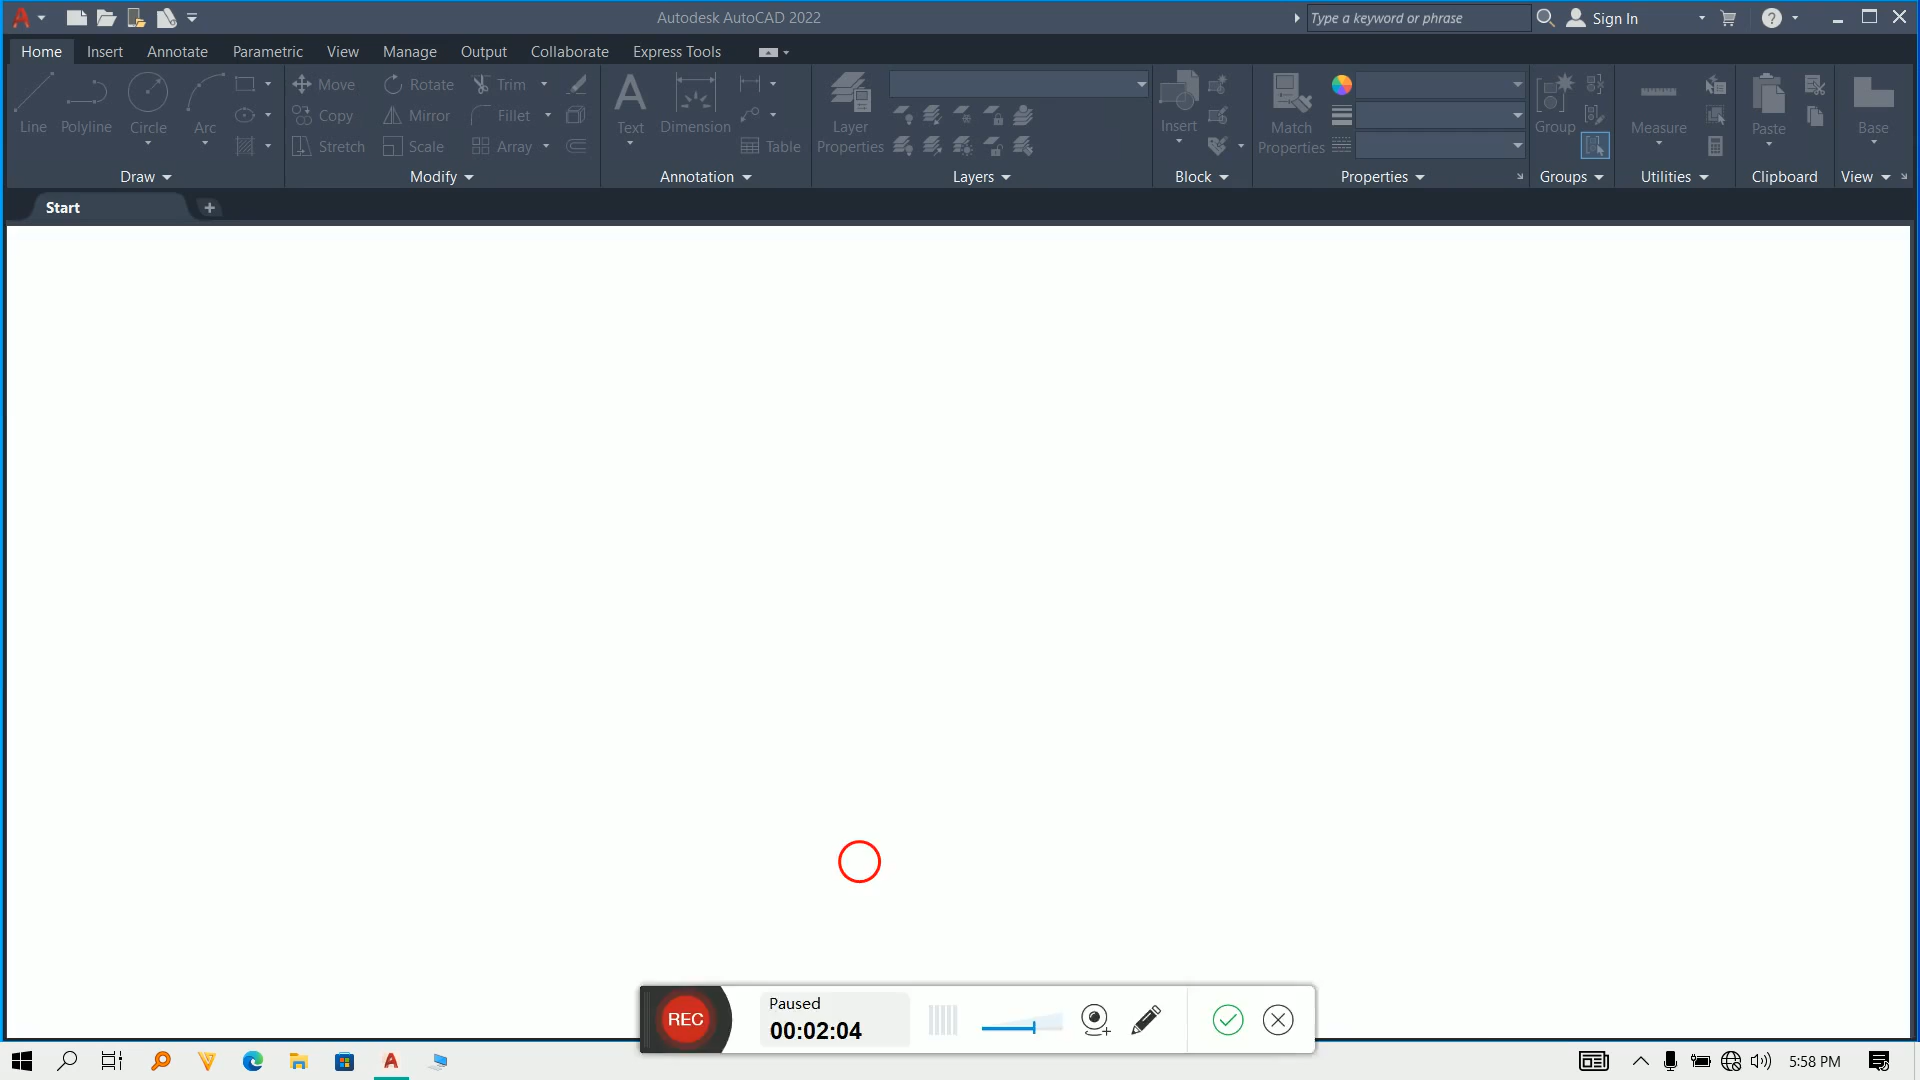 Autodesk AutoCAD 2022
Type a keyword or phrase
Sign In
Home Insert Annotate Parametric View Manage Output Collaborate Express Tools
Line Polyline Circle Arc
Move Rotate Trim
Copy Mirror Fillet
Stretch Scale Array
Text Dimension Table
Layer Properties
Insert
Match Properties
Group
Measure
Paste
Base
Draw Modify Annotation Layers Block Properties Groups Utilities Clipboard View
Start
REC
Paused
00:02:04
5:58 PM